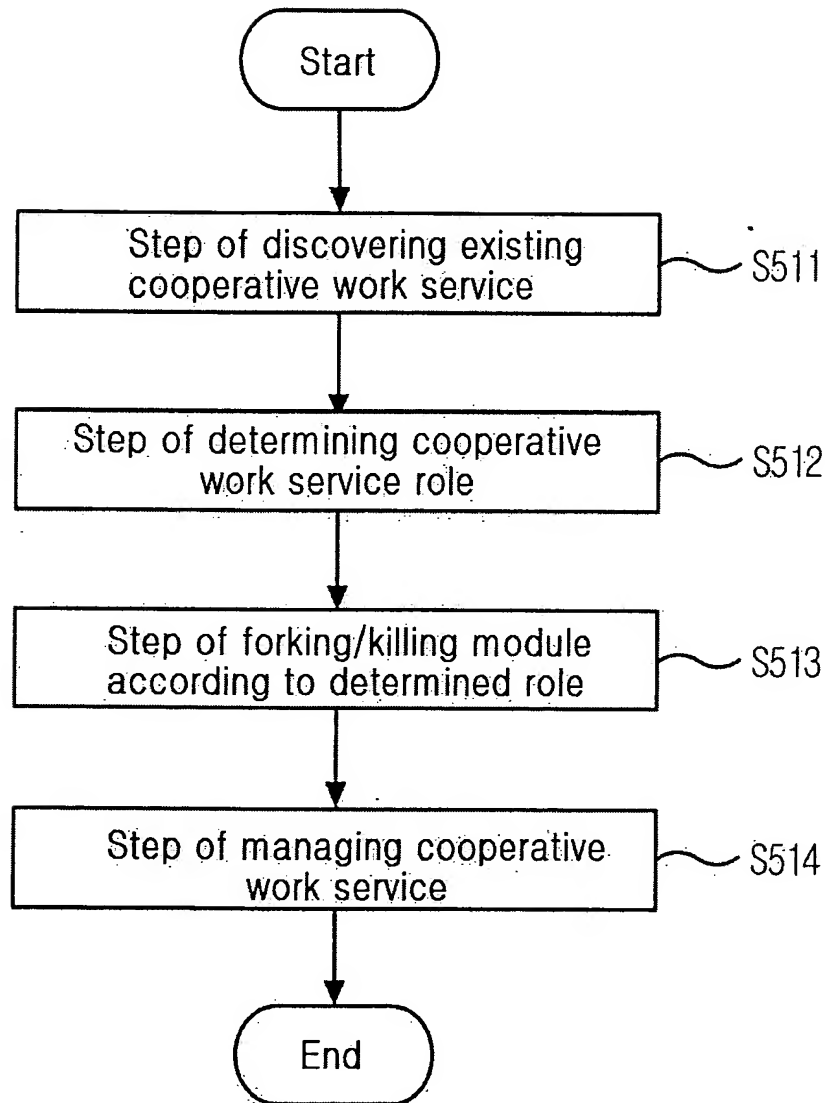 Start
Step of discovering existing
cooperative work service
S511
Step of determining cooperative
work service role
S512
Step of forking/killing module
according to determined role
S513
Step of managing cooperative
work service
S514
End